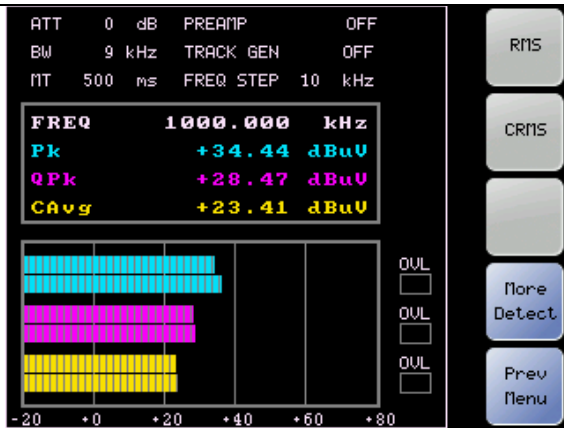 ATT 0 dB PREAMP OFF
BW 9 kHz TRACK GEN OFF
MT 500 ms FREQ STEP 10 kHz
FREQ 1000.000 kHz
Pk +34.44 dBuV
QPk +28.47 dBuV
CAvg +23.41 dBuV
OVL
OVL
OVL
-20 +0 +20 +40 +60 +80
RMS
CRMS
More
Detect
Prev
Menu